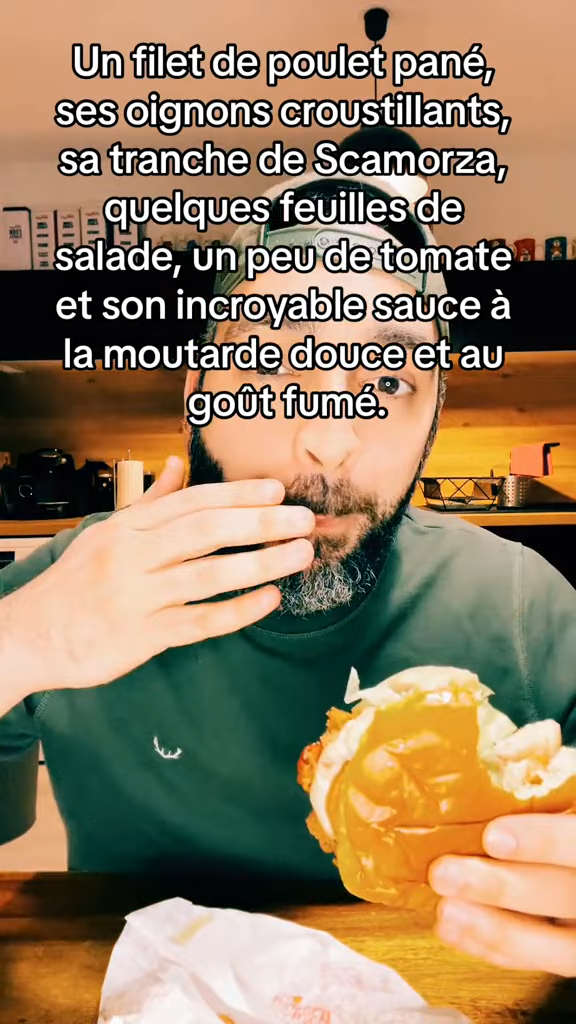 Un filet de poulet pané,
ses oignons croustillants,
sa tranche de Scamorza,
quelques feuilles de
salade, un peu de tomate
et son incroyable sauce à
la moutarde douce et au
goût fumé.